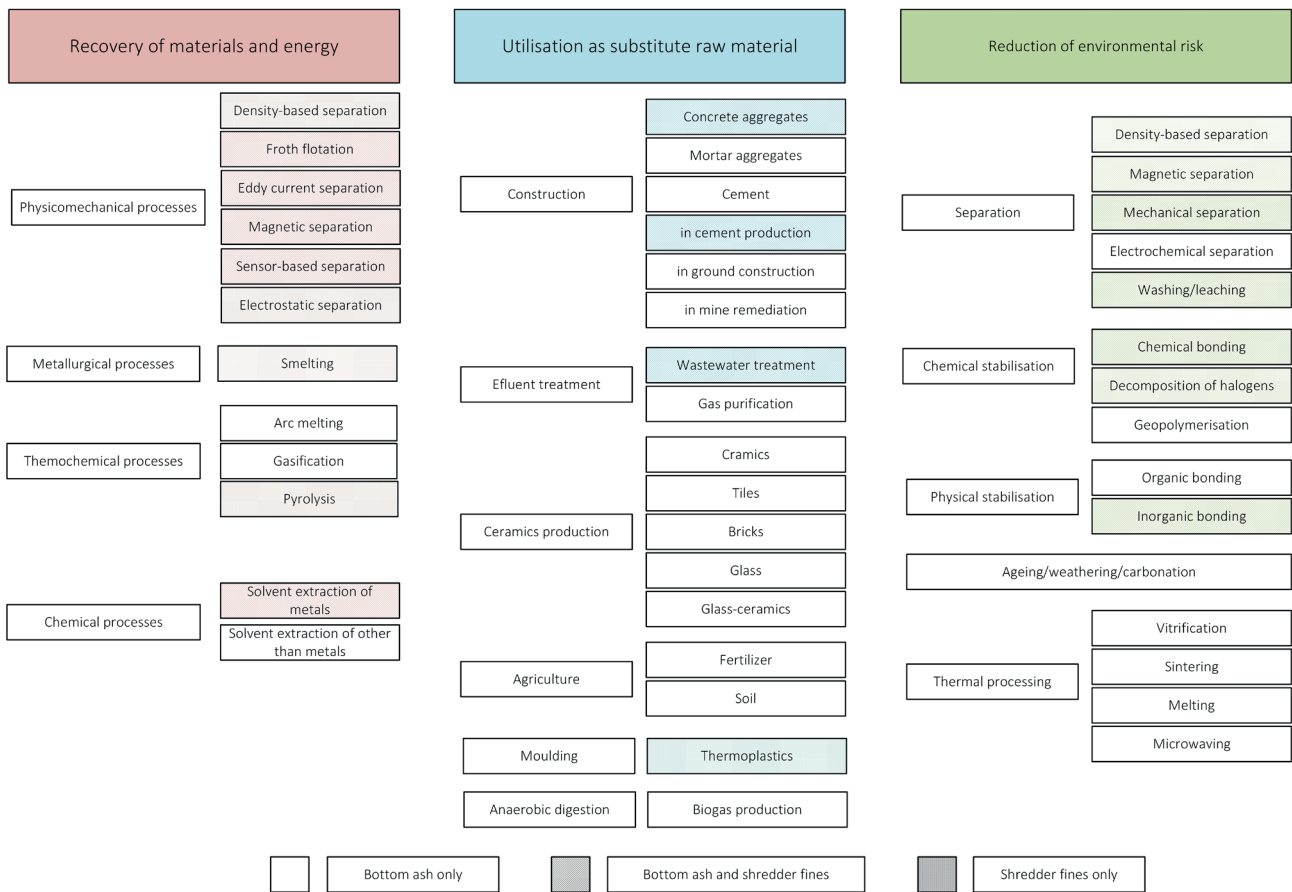 Recovery of materials and energy
Physicomechanical processes
Density-based separation
Froth flotation
Eddy current separation
Magnetic separation
Sensor-based separation
Electrostatic separation
Metallurgical processes
Smelting
Themochemical processes
Arc melting
Gasification
Pyrolysis
Chemical processes
Solvent extraction of
metals
Solvent extraction of other
than metals
Utilisation as substitute raw material
Construction
Concrete aggregates
Mortar aggregates
Cement
in cement production
in ground construction
in mine remediation
Efluent treatment
Wastewater treatment
Gas purification
Ceramics production
Cramics
Tiles
Bricks
Glass
Glass-ceramics
Agriculture
Fertilizer
Soil
Moulding
Thermoplastics
Anaerobic digestion
Biogas production
Reduction of environmental risk
Separation
Density-based separation
Magnetic separation
Mechanical separation
Electrochemical separation
Washing/leaching
Chemical stabilisation
Chemical bonding
Decomposition of halogens
Geopolymerisation
Physical stabilisation
Organic bonding
Inorganic bonding
Ageing/weathering/carbonation
Thermal processing
Vitrification
Sintering
Melting
Microwaving
Bottom ash only
Bottom ash and shredder fines
Shredder fines only